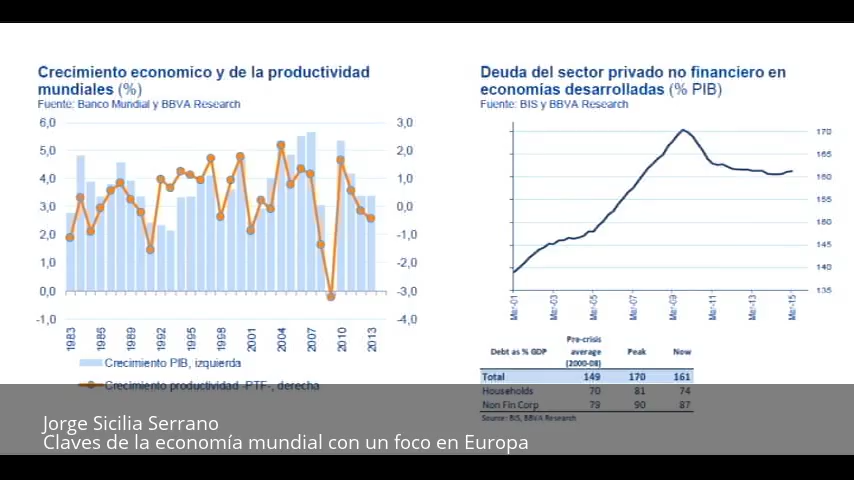 Crecimiento economico y de la productividad
mundiales (%)
Fuente: Banco Mundial y BBVA Research
6,0
5,0
4,0
3,0
2,0
1,0
0,0
-1,0
3,0
2,0
1,0
0,0
-1,0
-2,0
-3,0
-4,0
1983
1986
1989
1992
1995
1998
2001
2004
2007
2010
2013
Crecimiento PIB, izquierda
Crecimiento productividad -PTF-, derecha
Deuda del sector privado no financiero en
economías desarrolladas (% PIB)
Fuente: BIS y BBVA Research
170
165
160
155
150
145
140
135
Mar-01
Mar-03
Mar-05
Mar-07
Mar-09
Mar-11
Mar-13
Mar-15
Pre-crisis
Debt as % GDP average Peak Now
(2000-08)
Total 149 170 161
Households 70 81 74
Non Fin Corp 79 90 87
Source: BIS, BBVA Research
Jorge Sicilia Serrano
Claves de la economía mundial con un foco en Europa